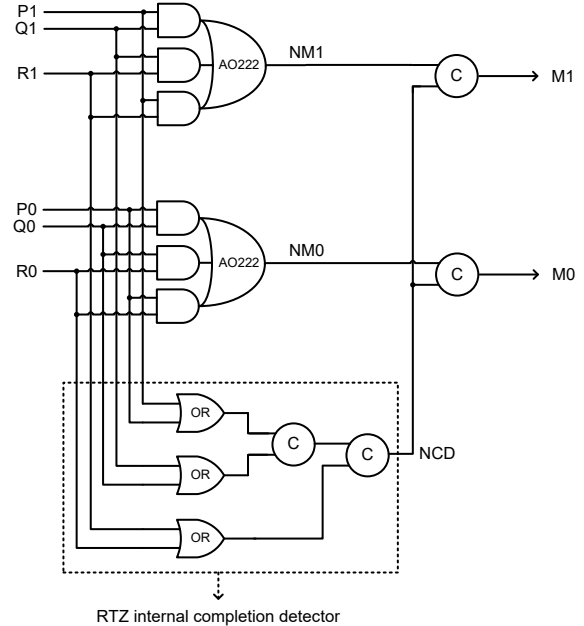 P1
Q1
R1
AO222
NM1
C
M1
P0
Q0
R0
AO222
NM0
C
M0
OR
C
C
NCD
OR
OR
RTZ internal completion detector